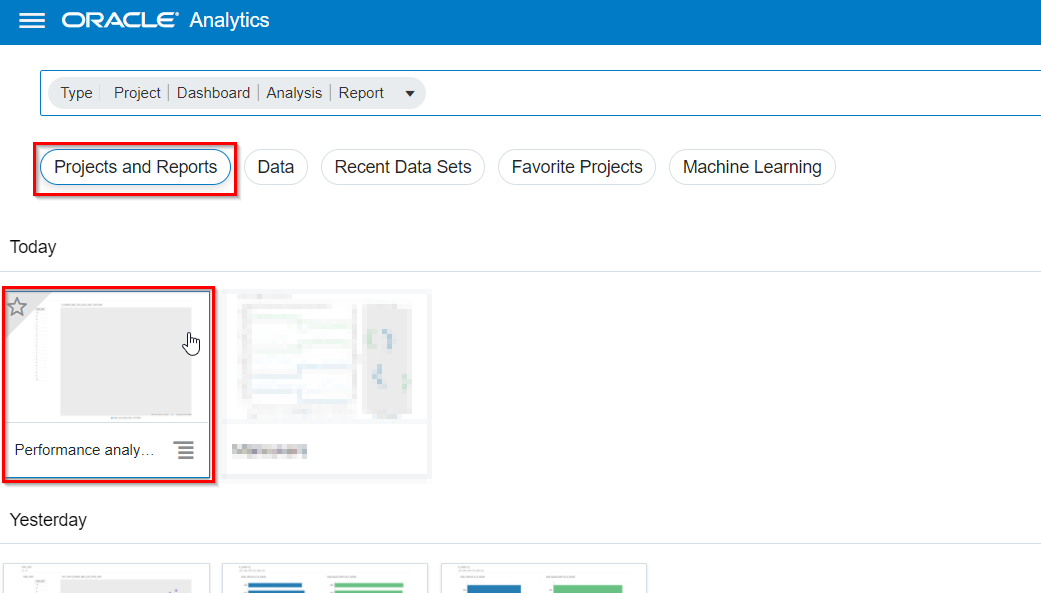 ORACLE Analytics
Type Project Dashboard Analysis Report
Projects and Reports Data Recent Data Sets Favorite Projects Machine Learning
Today
Performance analy...
Yesterday